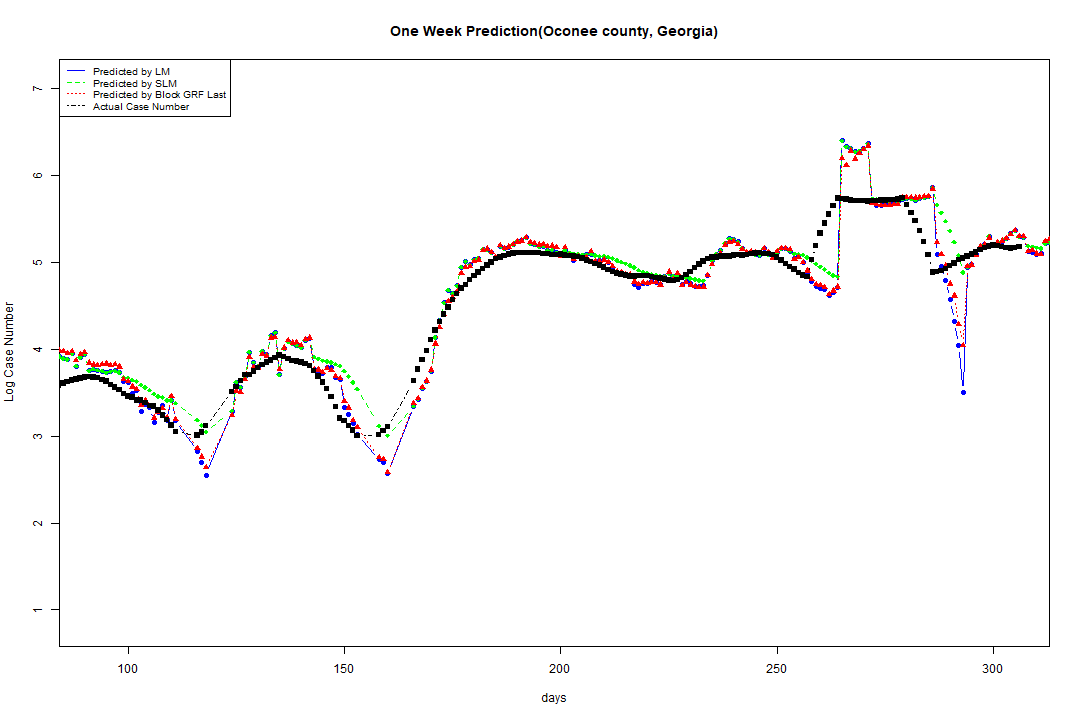 One Week Prediction(Oconee county, Georgia)
Predicted by LM
Predicted by SLM
Predicted by Block GRF Last
Actual Case Number
7
6
5
4
3
2
1
Log Case Number
100 150 200 250 300
days